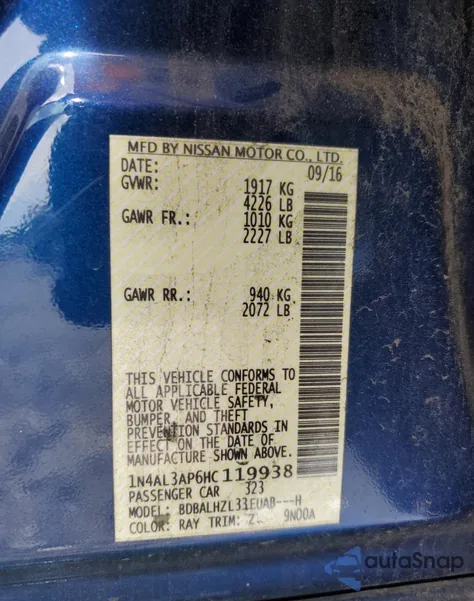 MFD BY NISSAN MOTOR CO., LTD.
DATE: 09/16
GVWR: 1917 KG
4226 LB
GAWR FR.: 1010 KG
2227 LB
GAWR RR.: 940 KG
2072 LB
THIS VEHICLE CONFORMS TO
ALL APPLICABLE FEDERAL
MOTOR VEHICLE SAFETY,
BUMPER, AND THEFT
PREVENTION STANDARDS IN
EFFECT ON THE DATE OF
MANUFACTURE SHOWN ABOVE.
1N4AL3AP6HC119938
PASSENGER CAR 323
MODEL: BDBALHZL33EUAB---H
COLOR: RAY TRIM: 9N00A
autoSnap